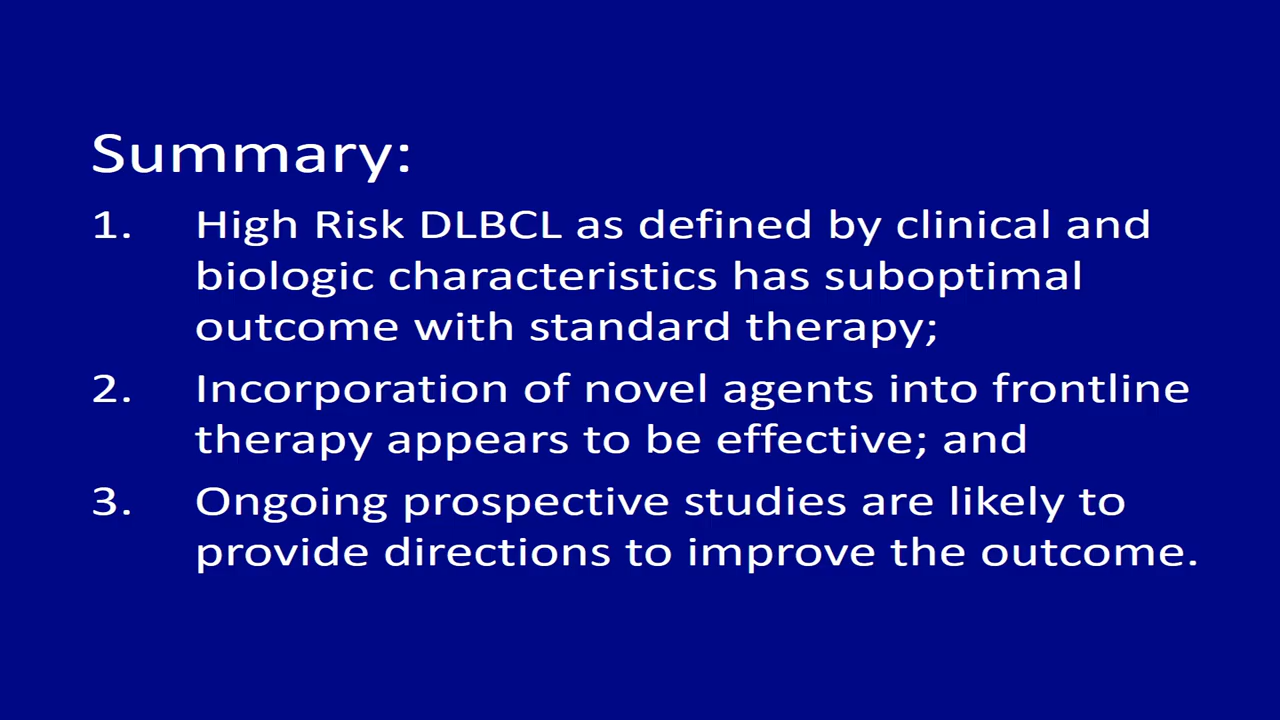 Summary:
1. High Risk DLBCL as defined by clinical and
biologic characteristics has suboptimal
outcome with standard therapy;
2. Incorporation of novel agents into frontline
therapy appears to be effective; and
3. Ongoing prospective studies are likely to
provide directions to improve the outcome.